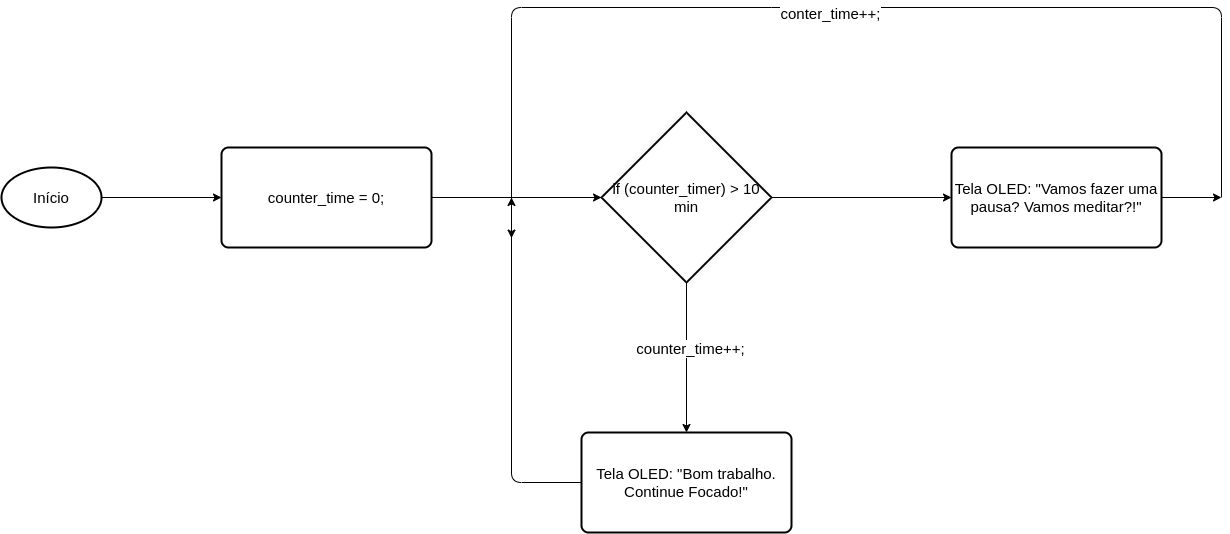 conter_time++;
Início
counter_time = 0;
if (counter_timer) > 10
min
Tela OLED: "Vamos fazer uma
pausa? Vamos meditar?!"
counter_time++;
Tela OLED: "Bom trabalho.
Continue Focado!"